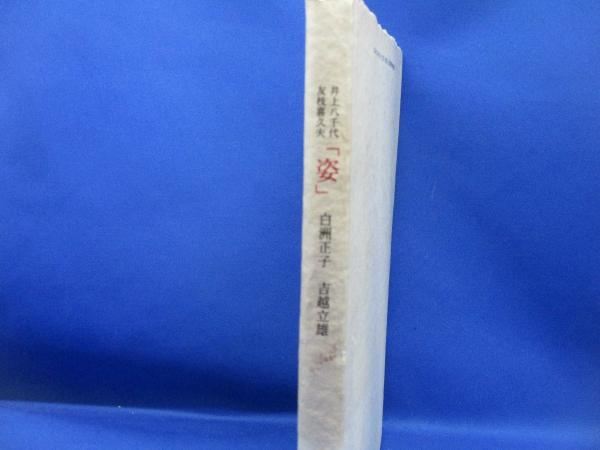 井上八千代
友枝喜久夫
「姿」
白洲正子 吉越立雄